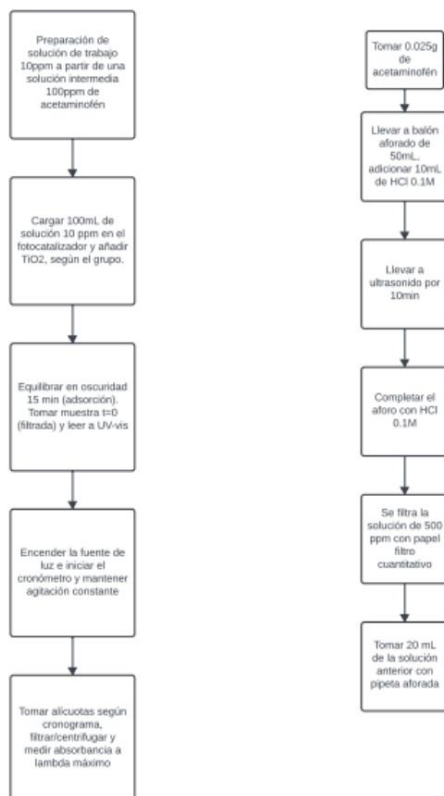 Preparación de
solución de trabajo
10ppm a partir de una
solución intermedia
100ppm de
acetaminofén
Cargar 100mL de
solución 10 ppm en el
fotocatalizador y añadir
TiO2, según el grupo.
Equilibrar en oscuridad
15 min (adsorción).
Tomar muestra t=0
(filtrada) y leer a UV-vis
Encender la fuente de
luz e iniciar el
cronómetro y mantener
agitación constante
Tomar alícuotas según
cronograma,
filtrar/centrifugar y
medir absorbancia a
lambda máximo
Tomar 0.025g
de
acetaminofén
Llevar a balón
aforado de
50mL,
adicionar 10mL
de HCl 0.1M
Llevar a
ultrasonido por
10min
Completar el
aforo con HCl
0.1M
Se filtra la
solución de 500
ppm con papel
filtro
cuantitativo
Tomar 20 mL
de la solución
anterior con
pipeta aforada